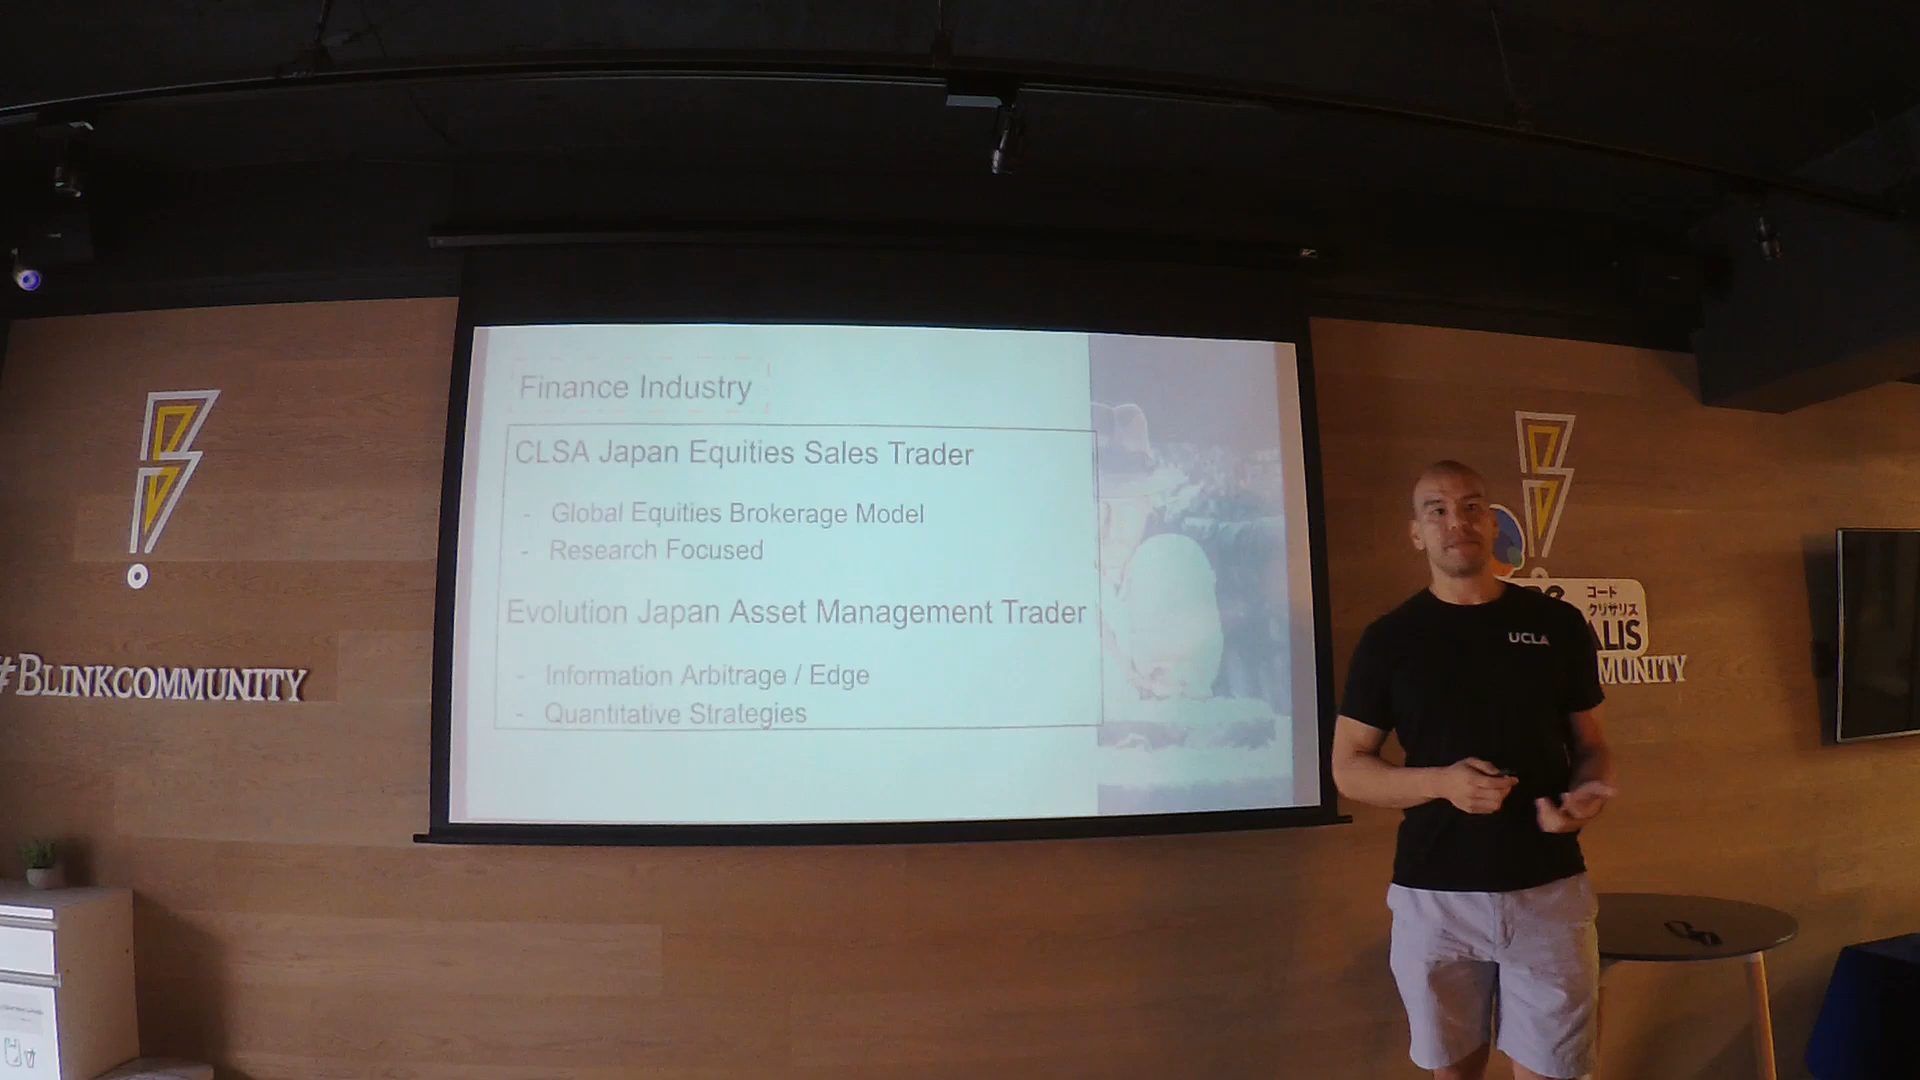 Finance Industry
CLSA Japan Equities Sales Trader
- Global Equities Brokerage Model
- Research Focused
Evolution Japan Asset Management Trader
- Information Arbitrage / Edge
- Quantitative Strategies
#BLINKCOMMUNITY
UCLA
コード
クリサリス
ALIS
MUNITY